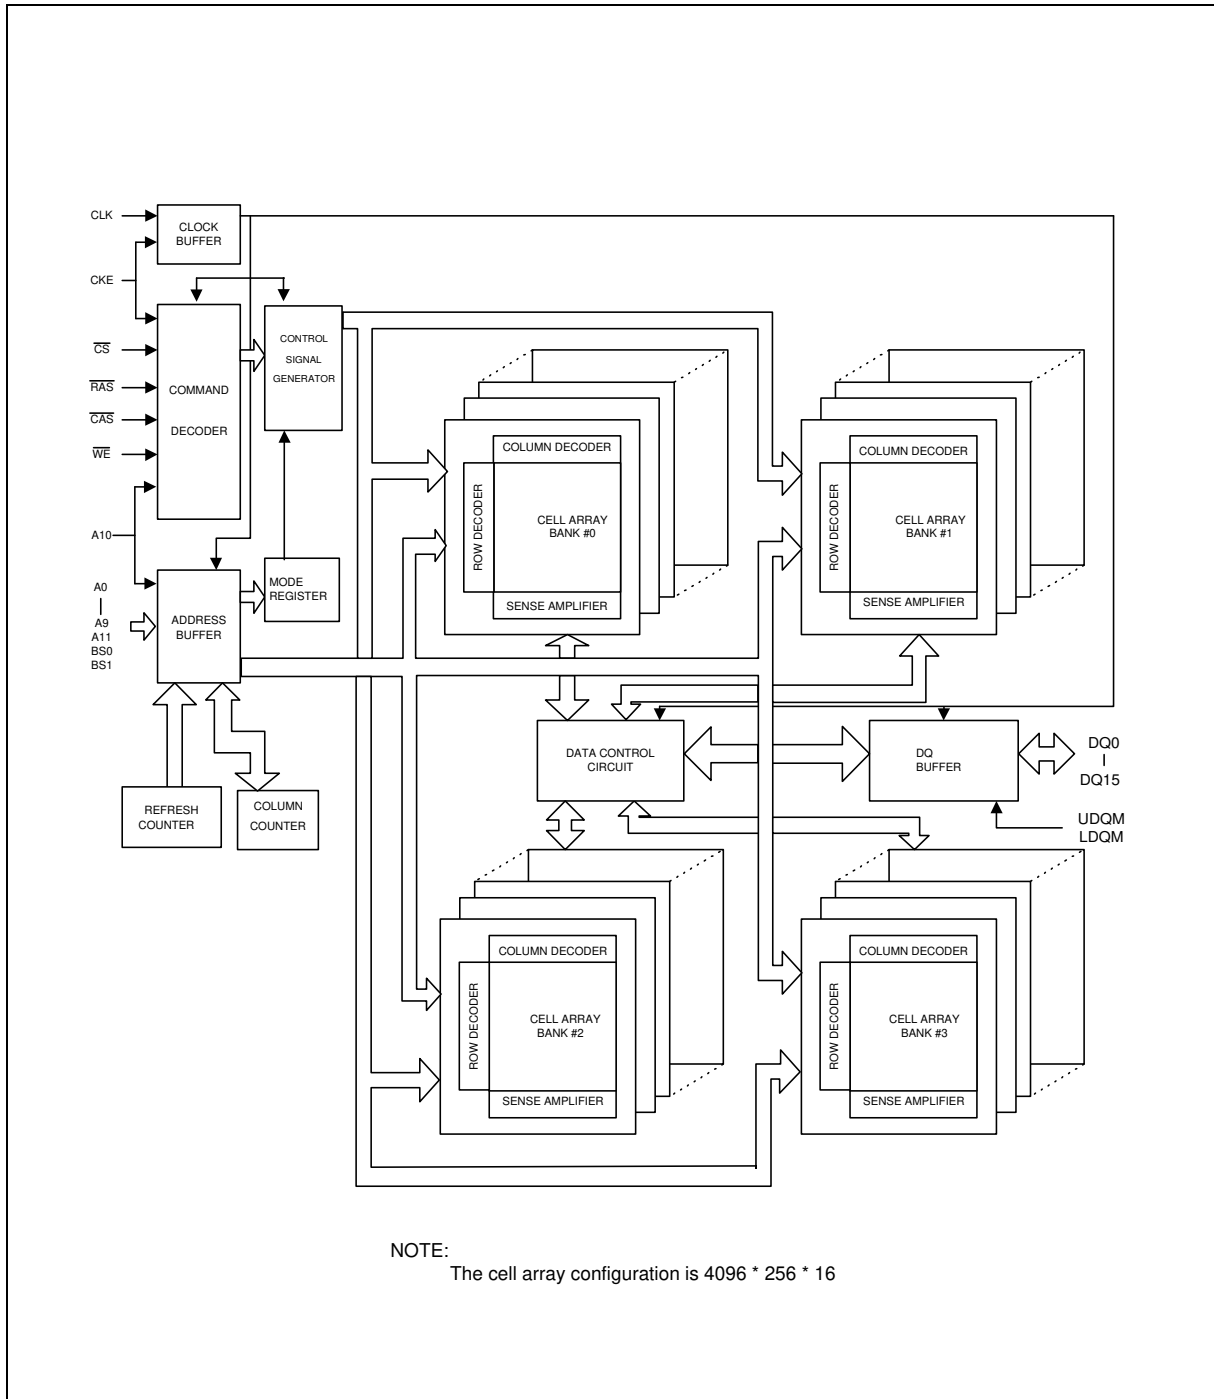 CLK
CLOCK
BUFFER
CKE
C̅S̅
R̅A̅S̅
C̅A̅S̅
W̅E̅
COMMAND
DECODER
CONTROL
SIGNAL
GENERATOR
A10
A0
A9
A11
BS0
BS1
ADDRESS
BUFFER
MODE
REGISTER
REFRESH
COUNTER
COLUMN
COUNTER
COLUMN DECODER
ROW DECODER
CELL ARRAY
BANK #0
SENSE AMPLIFIER
COLUMN DECODER
ROW DECODER
CELL ARRAY
BANK #1
SENSE AMPLIFIER
DATA CONTROL
CIRCUIT
DQ
BUFFER
DQ0
DQ15
UDQM
LDQM
COLUMN DECODER
ROW DECODER
CELL ARRAY
BANK #2
SENSE AMPLIFIER
COLUMN DECODER
ROW DECODER
CELL ARRAY
BANK #3
SENSE AMPLIFIER
NOTE:
The cell array configuration is 4096 * 256 * 16